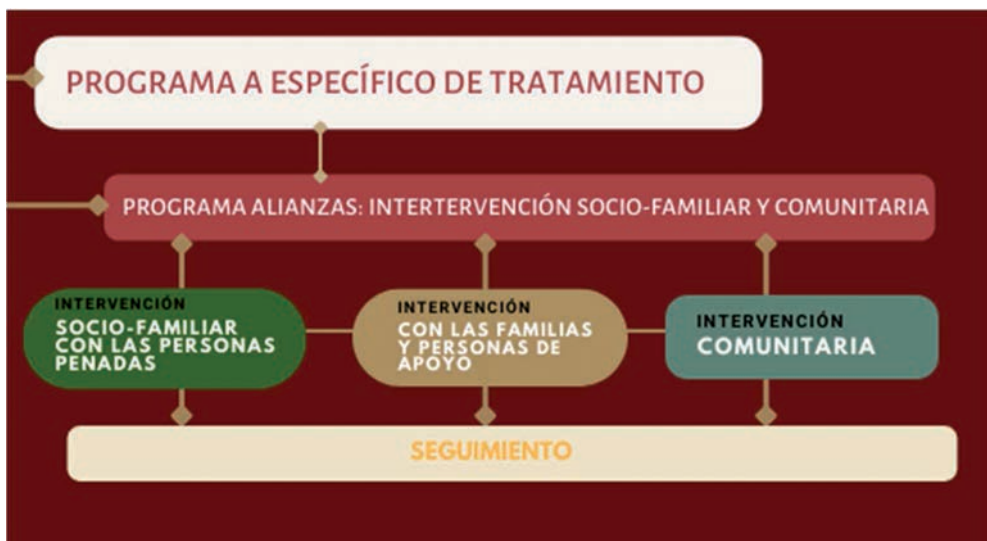 PROGRAMA A ESPECÍFICO DE TRATAMIENTO
PROGRAMA ALIANZAS: INTERTERVENCIÓN SOCIO-FAMILIAR Y COMUNITARIA
INTERVENCIÓN
SOCIO-FAMILIAR
CON LAS PERSONAS
PENADAS
INTERVENCIÓN
CON LAS FAMILIAS
Y PERSONAS DE
APOYO
INTERVENCIÓN
COMUNITARIA
SEGUIMIENTO